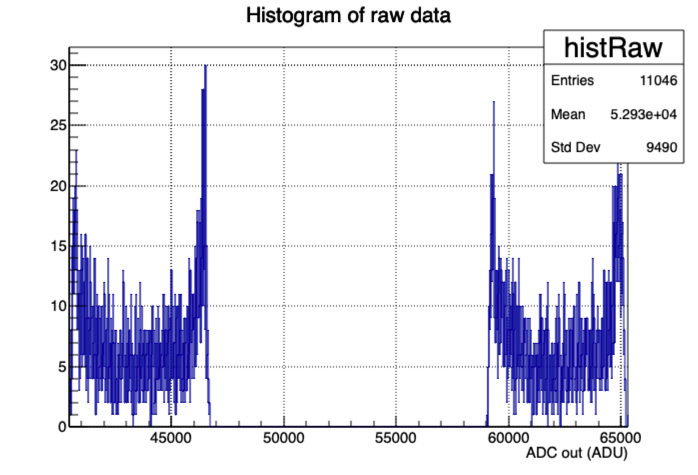 Histogram of raw data
histRaw
Entries 11046
Mean 5.293e+04
Std Dev 9490
30
25
20
15
10
5
0
45000 50000 55000 60000 65000
ADC out (ADU)